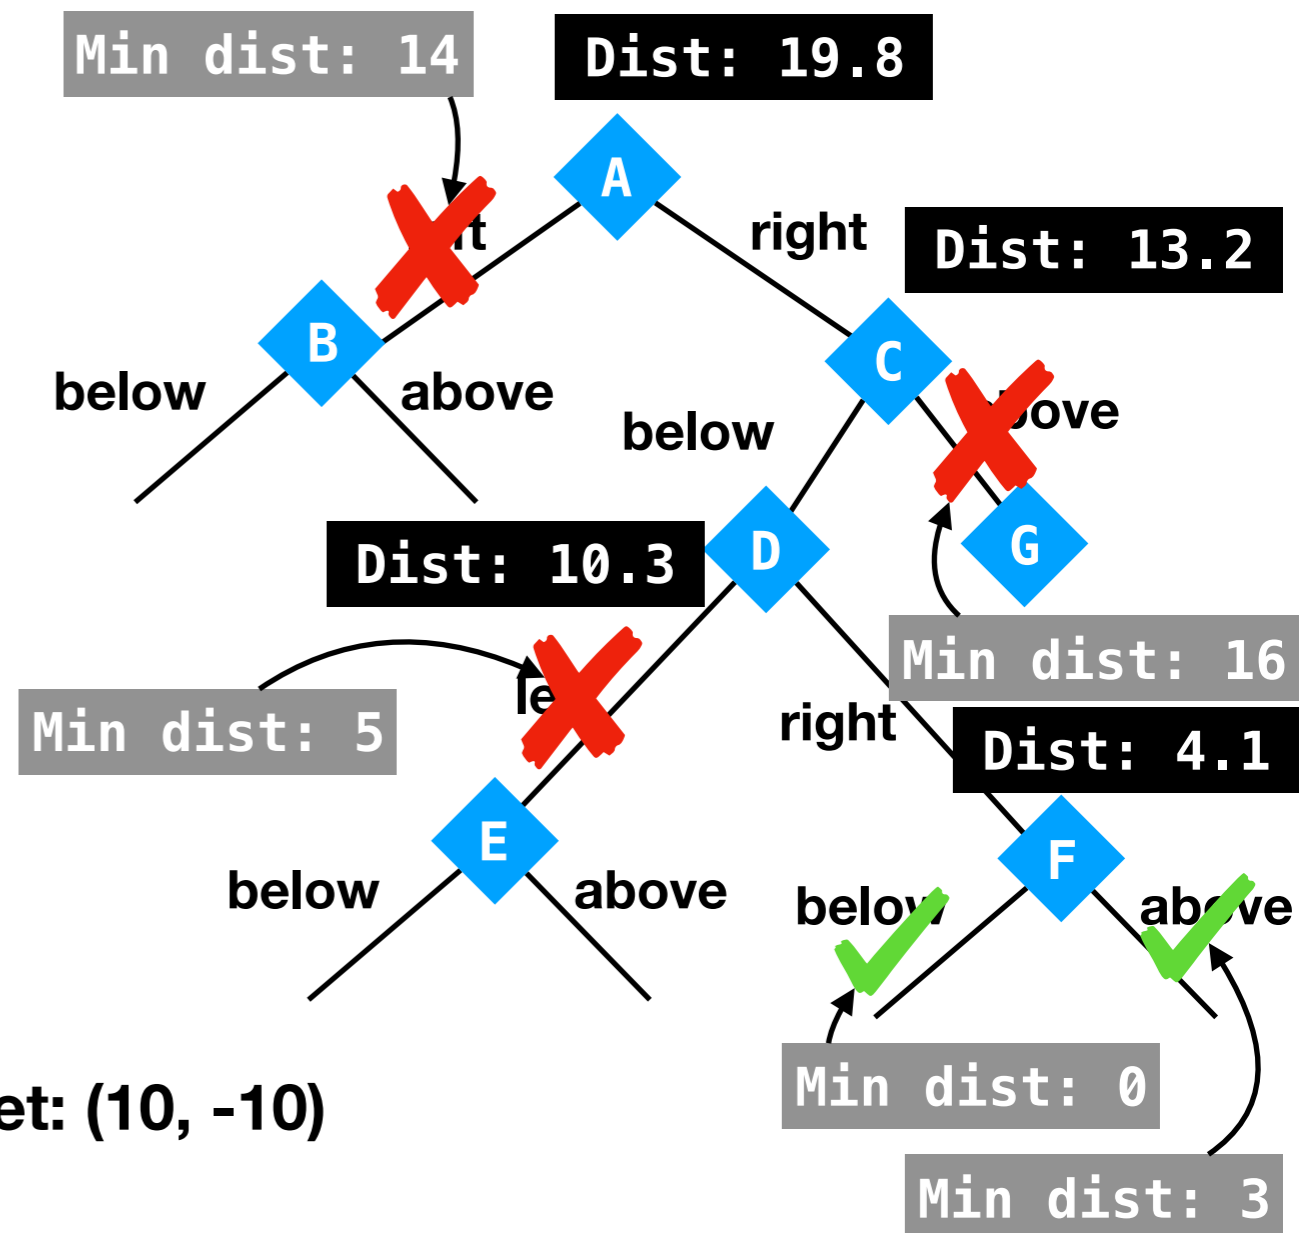 Min dist: 14
Dist: 19.8
A
right
Dist: 13.2
B
C
below
above
below
D
G
Dist: 10.3
Min dist: 16
Min dist: 5
right
Dist: 4.1
E
F
below
above
below
above
Min dist: 0
et: (10, -10)
Min dist: 3